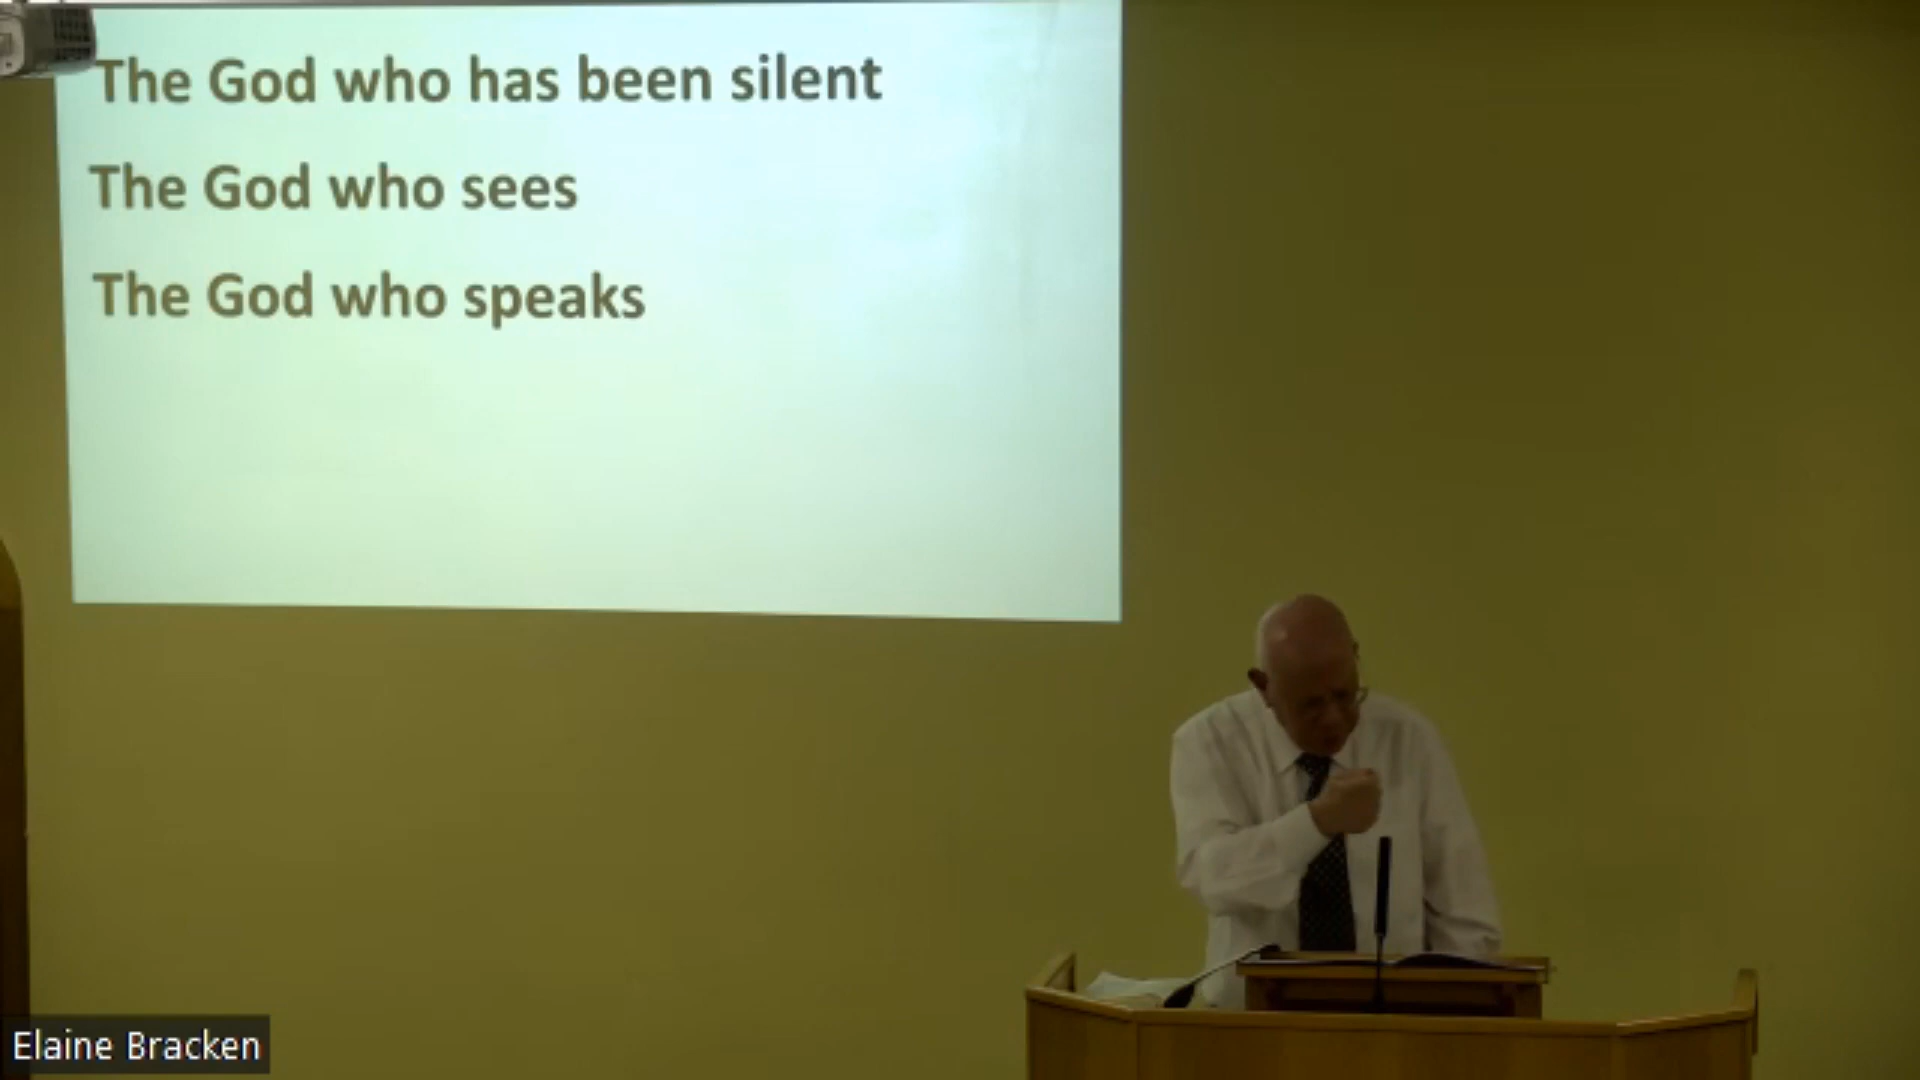 The God who has been silent
The God who sees
The God who speaks
Elaine Bracken